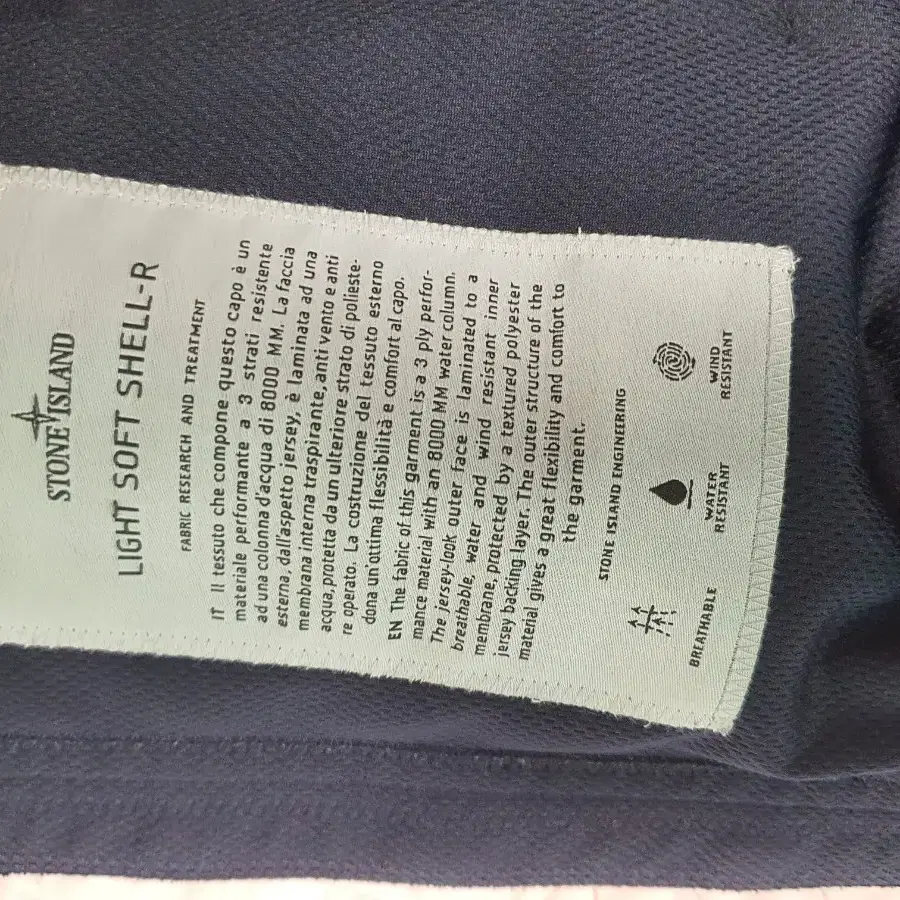 STONE ISLAND
LIGHT SOFT SHELL-R
FABRIC RESEARCH AND TREATMENT
IT Il tessuto che compone questo capo è un
materiale performante a 3 strati resistente
ad una colonna d'acqua di 8000 MM. La faccia
esterna, dall'aspetto jersey, è laminata ad una
membrana interna traspirante, anti vento e anti
acqua, protetta da un ulteriore strato di polieste-
re operato. La costruzione del tessuto esterno
dona un'ottima flessibilità e comfort al capo.
EN The fabric of this garment is a 3 ply perfor-
mance material with an 8000 MM water column.
The jersey-look outer face is laminated to a
breathable, water and wind resistant inner
membrane, protected by a textured polyester
jersey backing layer. The outer structure of the
material gives a great flexibility and comfort to
the garment.
STONE ISLAND ENGINEERING
BREATHABLE
WATER
RESISTANT
WIND
RESISTANT